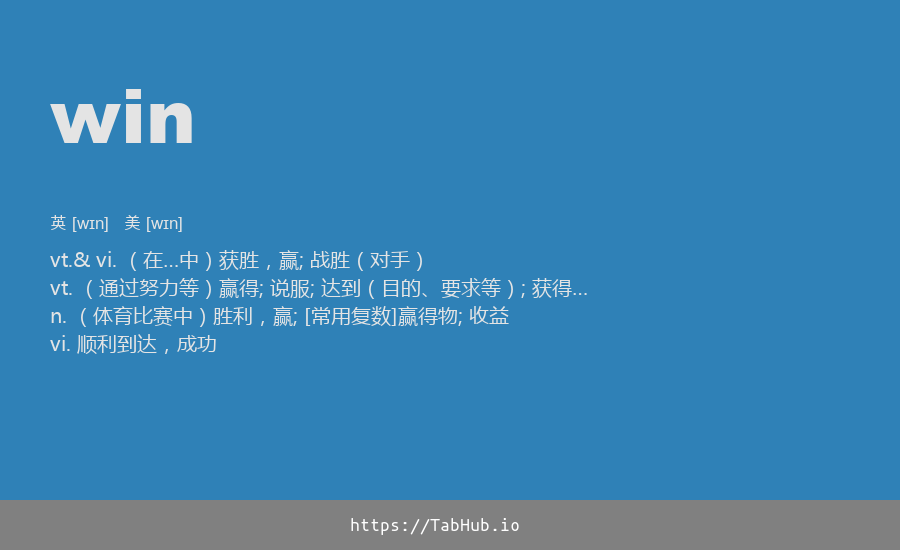 win
英 [wɪn] 美 [wɪn]
vt.& vi. （在…中）获胜，赢; 战胜（对手）
vt. （通过努力等）赢得; 说服; 达到（目的、要求等）; 获得…
n. （体育比赛中）胜利，赢; [常用复数]赢得物; 收益
vi. 顺利到达，成功
https://TabHub.io